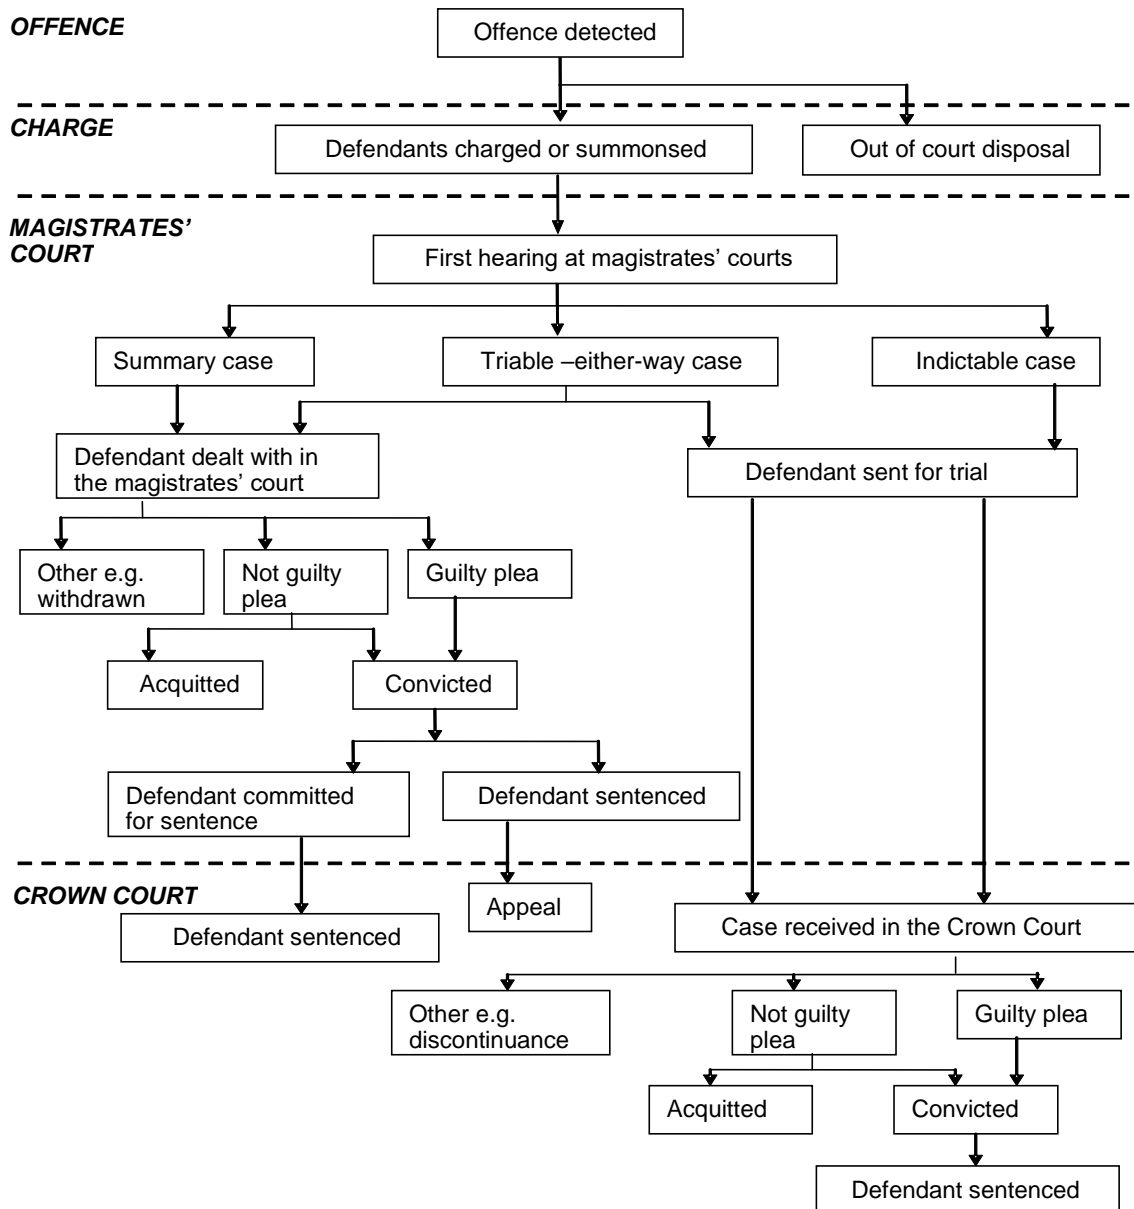 OFFENCE
Offence detected
CHARGE
Defendants charged or summonsed
Out of court disposal
MAGISTRATES’
COURT
First hearing at magistrates’ courts
Summary case
Triable –either-way case
Indictable case
Defendant dealt with in
the magistrates’ court
Defendant sent for trial
Other e.g.
withdrawn
Not guilty
plea
Guilty plea
Acquitted
Convicted
Defendant committed
for sentence
Defendant sentenced
CROWN COURT
Appeal
Defendant sentenced
Case received in the Crown Court
Other e.g.
discontinuance
Not guilty
plea
Guilty plea
Acquitted
Convicted
Defendant sentenced